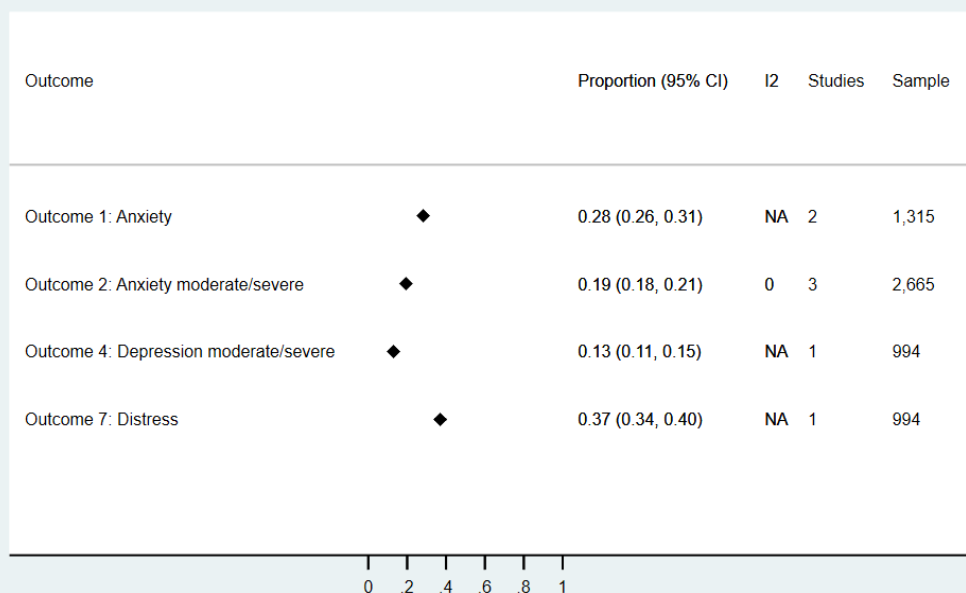 Outcome Proportion (95% CI) I2 Studies Sample
Outcome 1: Anxiety 0.28 (0.26, 0.31) NA 2 1,315
Outcome 2: Anxiety moderate/severe 0.19 (0.18, 0.21) 0 3 2,665
Outcome 4: Depression moderate/severe 0.13 (0.11, 0.15) NA 1 994
Outcome 7: Distress 0.37 (0.34, 0.40) NA 1 994
0 .2 .4 .6 .8 1